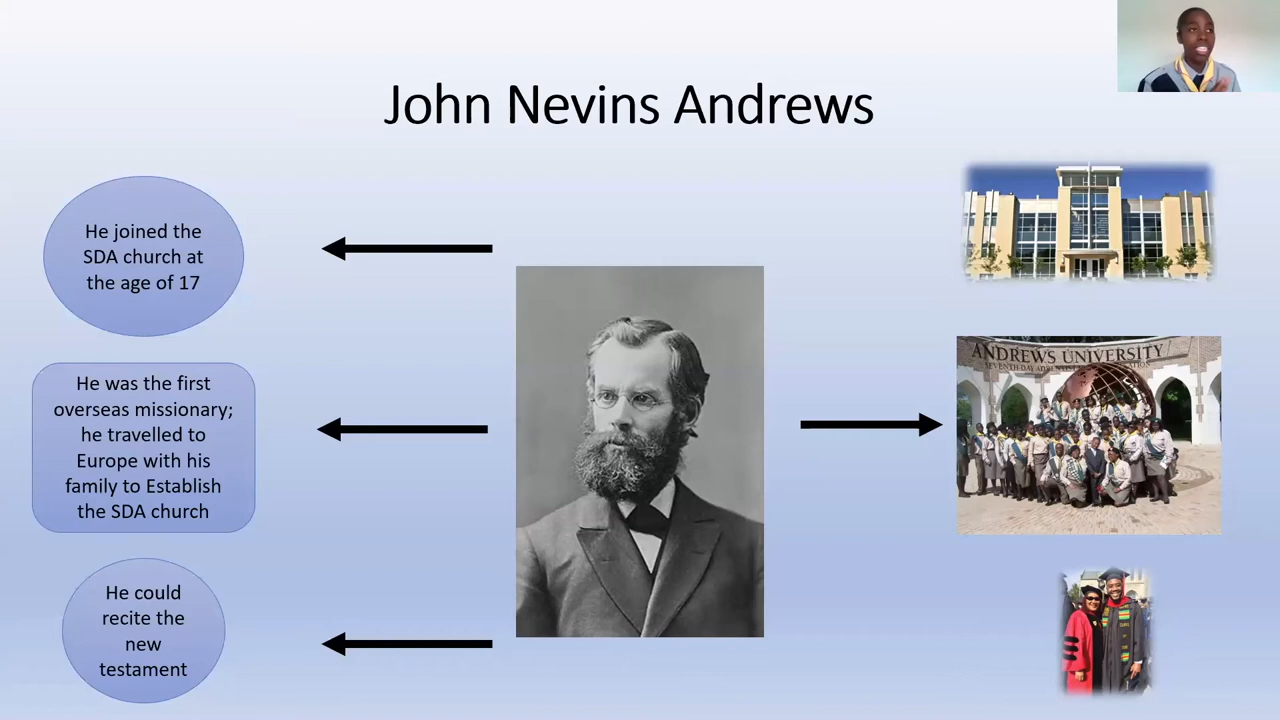 John Nevins Andrews
He joined the
SDA church at
the age of 17
He was the first
overseas missionary;
he travelled to
Europe with his
family to Establish
the SDA church
He could
recite the
new
testament
ANDREWS UNIVERSITY